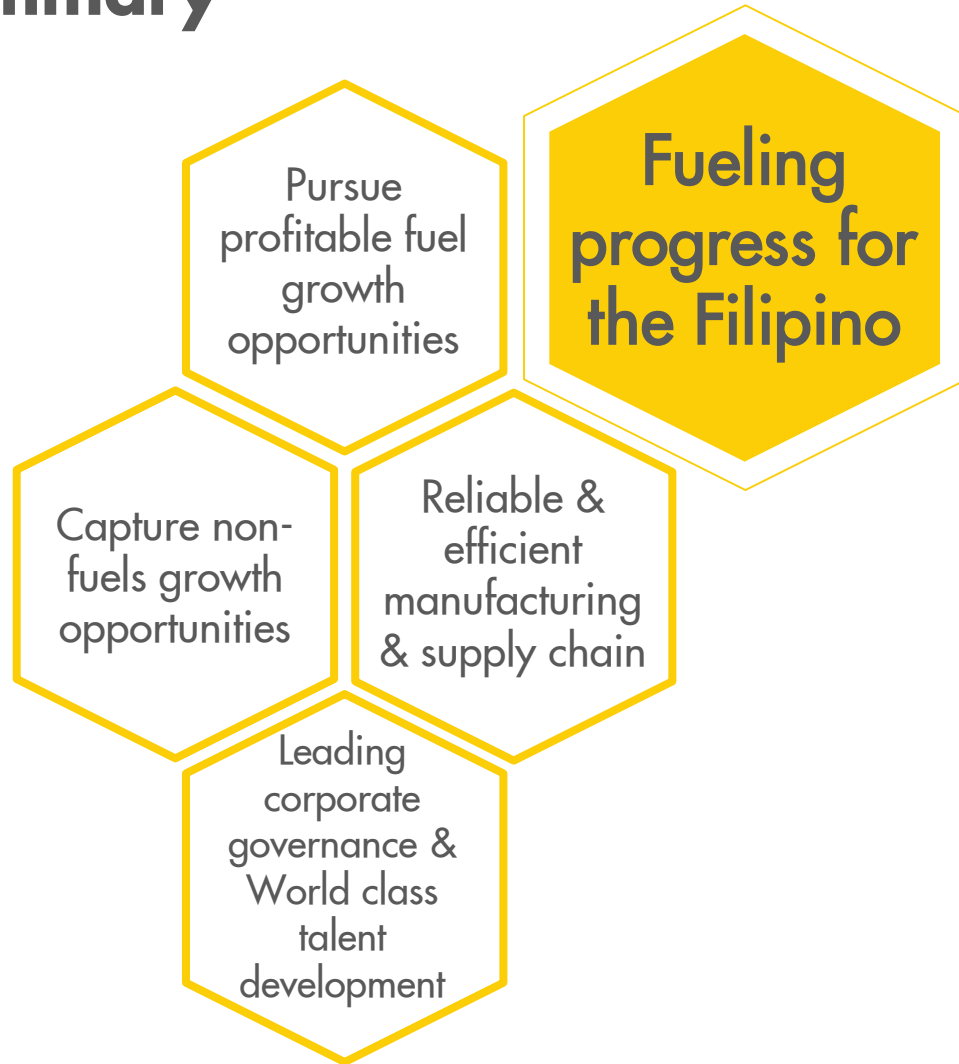 Pursue
profitable fuel
growth
opportunities
Fueling
progress for
the Filipino
Capture non-
fuels growth
opportunities
Reliable &
efficient
manufacturing
& supply chain
Leading
corporate
governance &
World class
talent
development